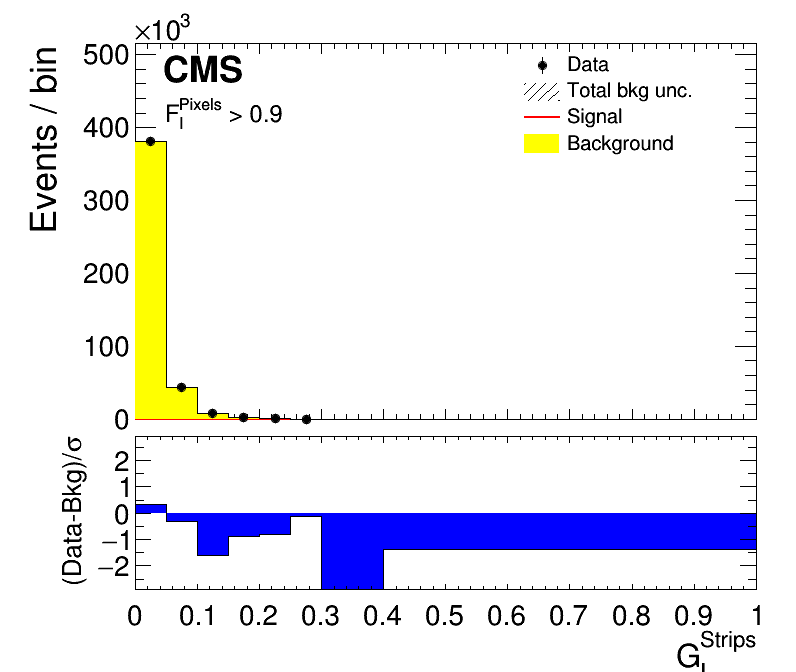 ×10³
Events / bin
500
400
300
200
100
0
CMS
F_I^Pixels > 0.9
Data
Total bkg unc.
Signal
Background
(Data-Bkg)/σ
2
1
0
−1
−2
0 0.1 0.2 0.3 0.4 0.5 0.6 0.7 0.8 0.9 1
G_I^Strips